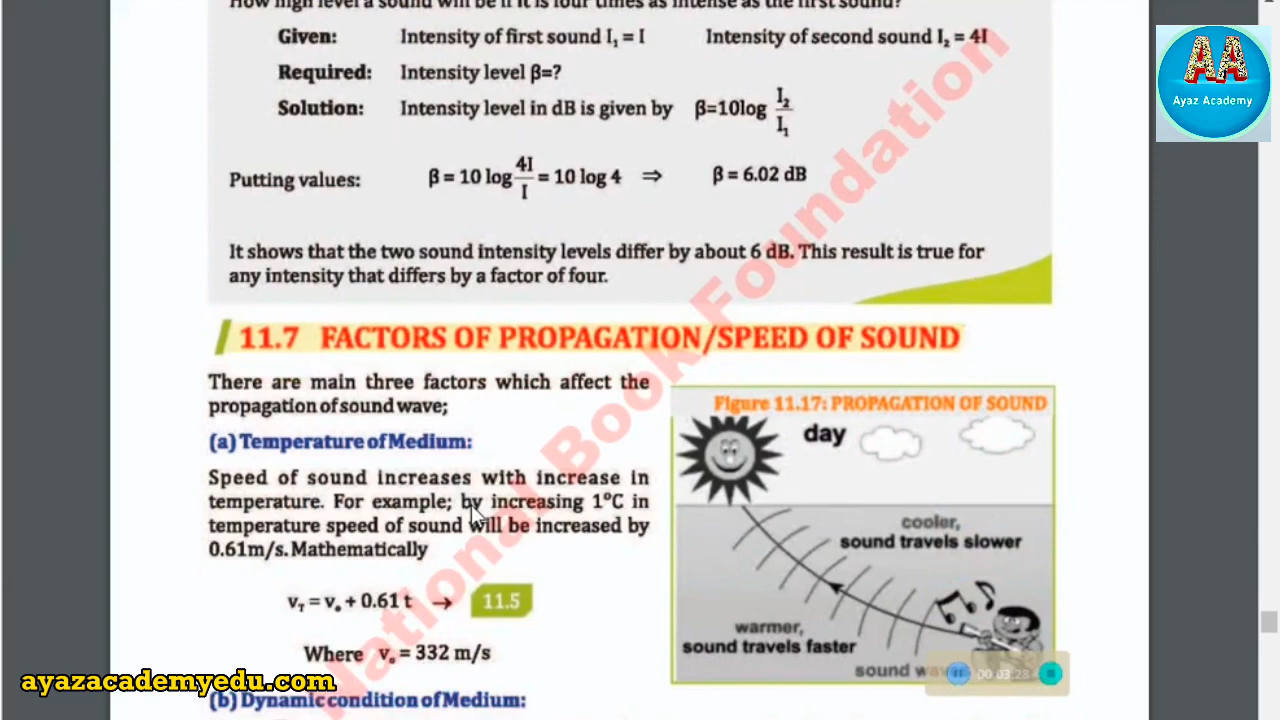 How high level a sound will be if it is four times as intense as the first sound?
Given: Intensity of first sound I₁ = I Intensity of second sound I₂ = 4I
Required: Intensity level β=?
Solution: Intensity level in dB is given by β=10log I₂/I₁
Putting values: β = 10 log 4I/I = 10 log 4 ⇒ β = 6.02 dB
It shows that the two sound intensity levels differ by about 6 dB. This result is true for
any intensity that differs by a factor of four.
11.7 FACTORS OF PROPAGATION/SPEED OF SOUND
There are main three factors which affect the
propagation of sound wave;
(a) Temperature of Medium:
Speed of sound increases with increase in
temperature. For example; by increasing 1°C in
temperature speed of sound will be increased by
0.61m/s. Mathematically
v_T = v₀ + 0.61 t → 11.5
Where v₀ = 332 m/s
(b) Dynamic condition of Medium:
Figure 11.17: PROPAGATION OF SOUND
day
cooler,
sound travels slower
warmer,
sound travels faster
sound wave
00:03:28
National Book Foundation
AA
Ayaz Academy
ayazacademyedu.com